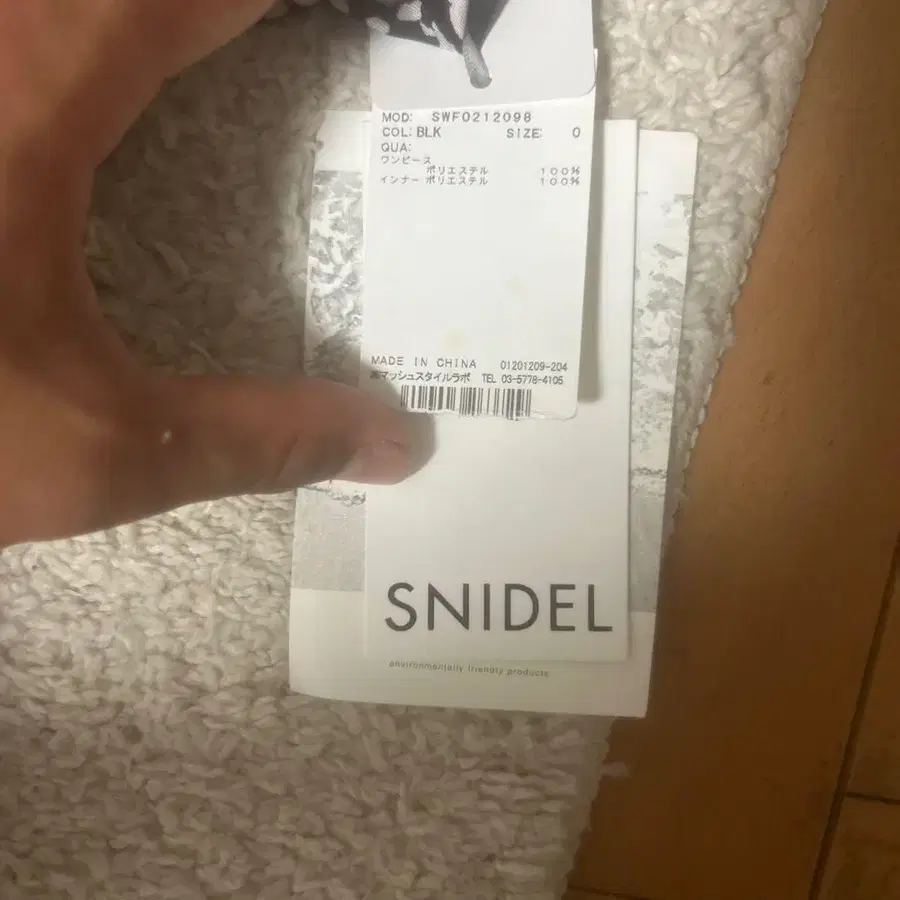 MOD: SWF0212098
COL: BLK SIZE: 0
QUA:
ワンピース
ポリエステル 100%
インナー ポリエステル 100%
MADE IN CHINA 01201209-204
㈱マッシュスタイルラボ TEL 03-5778-4105
SNIDEL
environmentally friendly products